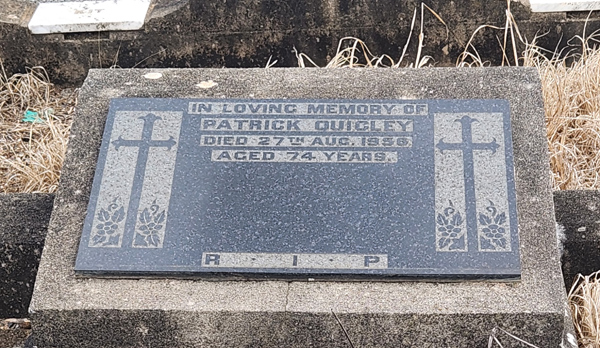 IN LOVING MEMORY OF
PATRICK QUIGLEY
DIED 27TH AUG. 1956
AGED 74 YEARS.
R · I · P